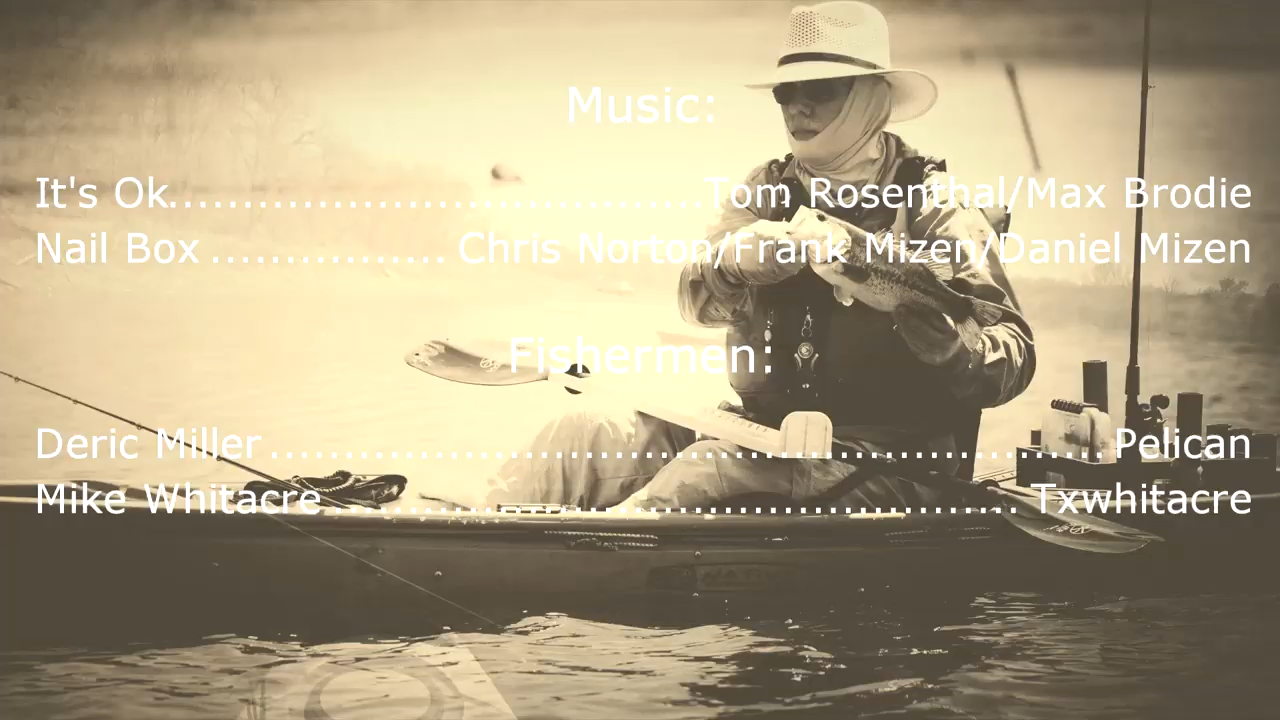 Music:
It's Ok...................................Tom Rosenthal/Max Brodie
Nail Box ................ Chris Norton/Frank Mizen/Daniel Mizen
Fishermen:
Deric Miller ......................................................... Pelican
Mike Whitacre............................................... Txwhitacre